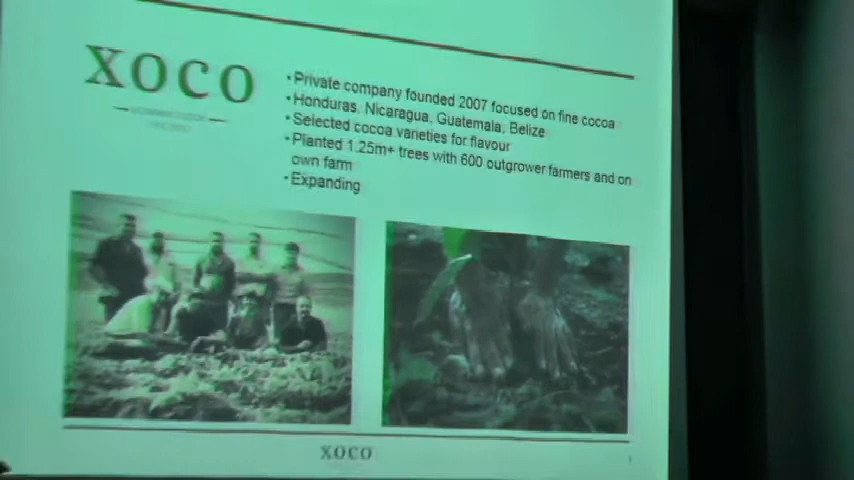 XOCO
•Private company founded 2007 focused on fine cocoa
•Honduras, Nicaragua, Guatemala, Belize
•Selected cocoa varieties for flavour
•Planted 1.25m+ trees with 600 outgrower farmers and on
own farm
•Expanding
XOCO